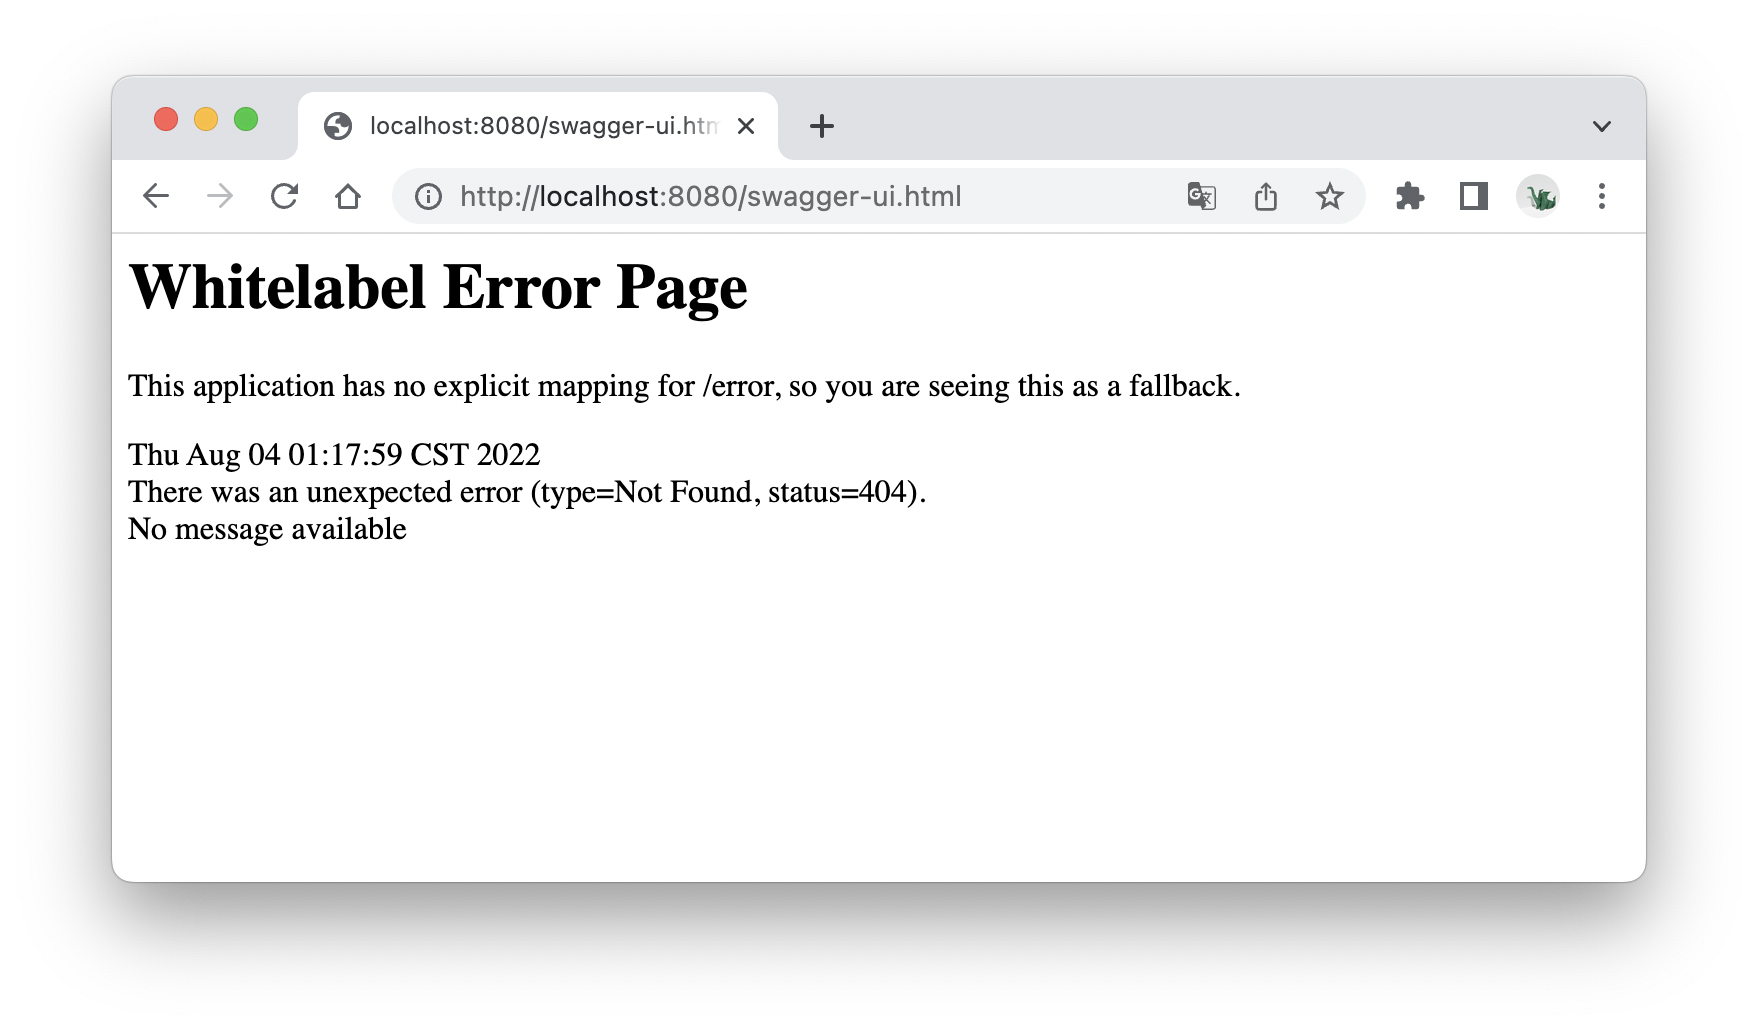 localhost:8080/swagger-ui.htm
http://localhost:8080/swagger-ui.html
Whitelabel Error Page
This application has no explicit mapping for /error, so you are seeing this as a fallback.
Thu Aug 04 01:17:59 CST 2022
There was an unexpected error (type=Not Found, status=404).
No message available